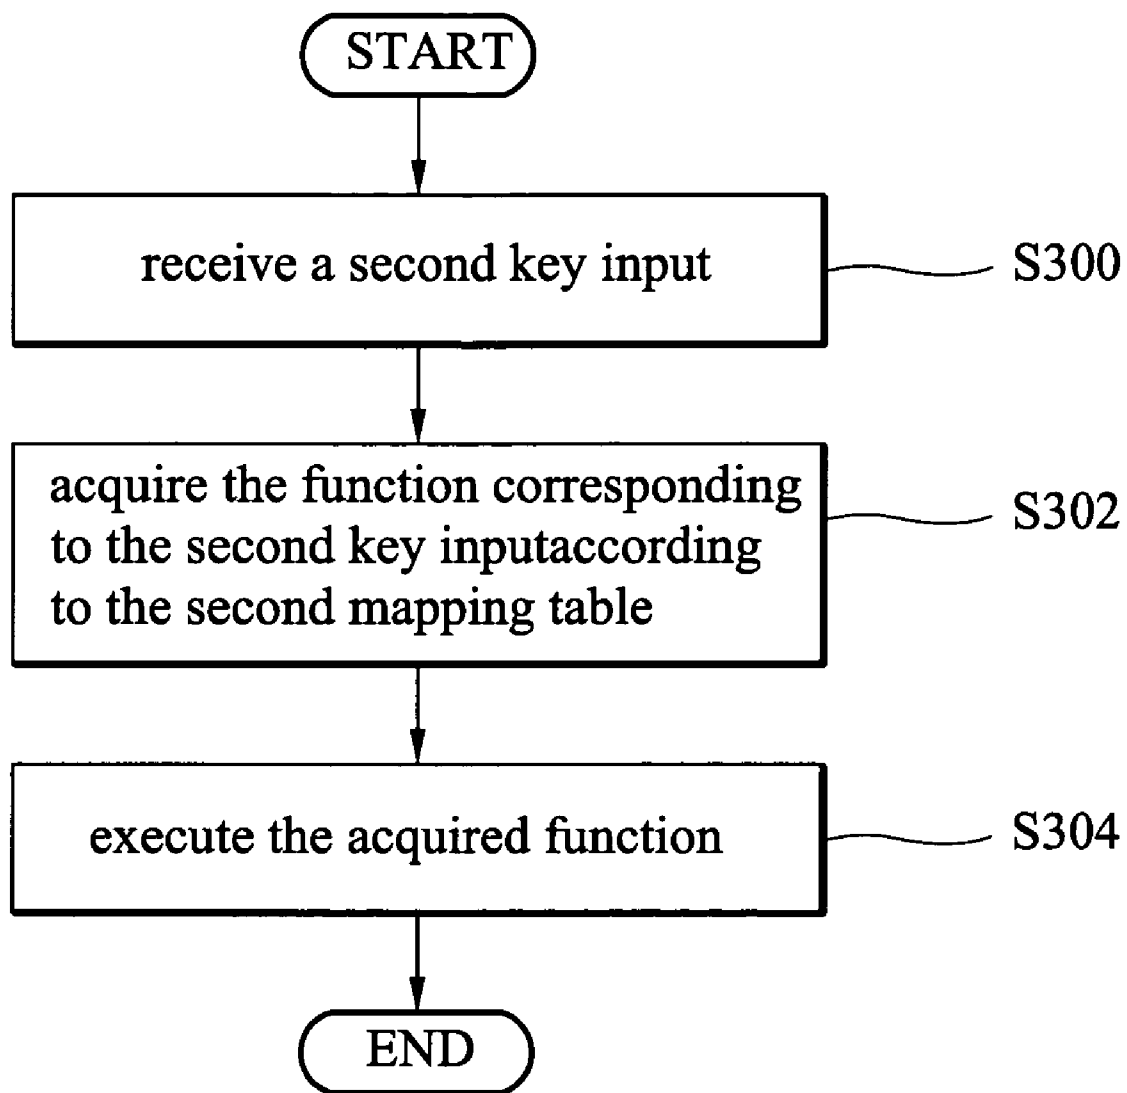 START
receive a second key input
S300
acquire the function corresponding
to the second key inputaccording
to the second mapping table
S302
execute the acquired function
S304
END